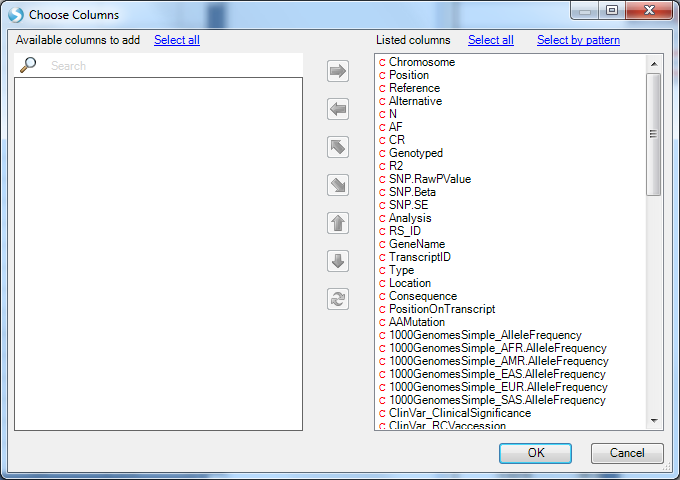 Choose Columns
Available columns to add Select all
Search
Listed columns Select all Select by pattern
C Chromosome
C Position
C Reference
C Alternative
C N
C AF
C CR
C Genotyped
C R2
C SNP.RawPValue
C SNP.Beta
C SNP.SE
C Analysis
C RS_ID
C GeneName
C TranscriptID
C Type
C Location
C Consequence
C PositionOnTranscript
C AAMutation
C 1000GenomesSimple_AlleleFrequency
C 1000GenomesSimple_AFR.AlleleFrequency
C 1000GenomesSimple_AMR.AlleleFrequency
C 1000GenomesSimple_EAS.AlleleFrequency
C 1000GenomesSimple_EUR.AlleleFrequency
C 1000GenomesSimple_SAS.AlleleFrequency
C ClinVar_ClinicalSignificance
C ClinVar_RCVaccession
OK Cancel